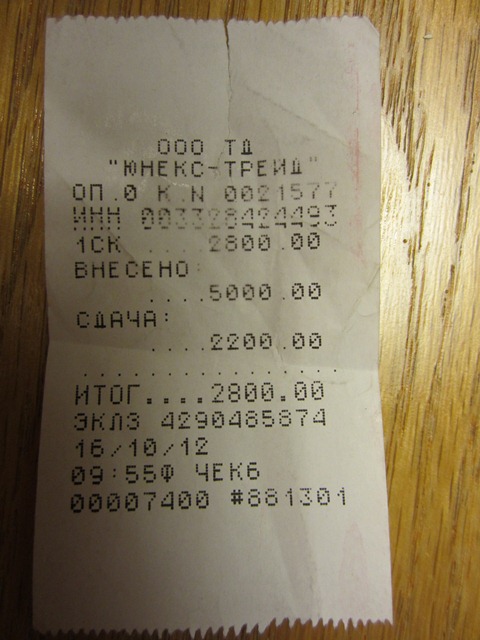 ООО ТД
"ЮНЕКС-ТРЕЙД"
ОП.0 К.N 0021577
ИНН 003328424493
1СК ....2800.00
ВНЕСЕНО:
....5000.00
СДАЧА:
....2200.00
................
ИТОГ....2800.00
ЭКЛЗ 4290485874
16/10/12
09:55Ф ЧЕК6
00007400 #881301